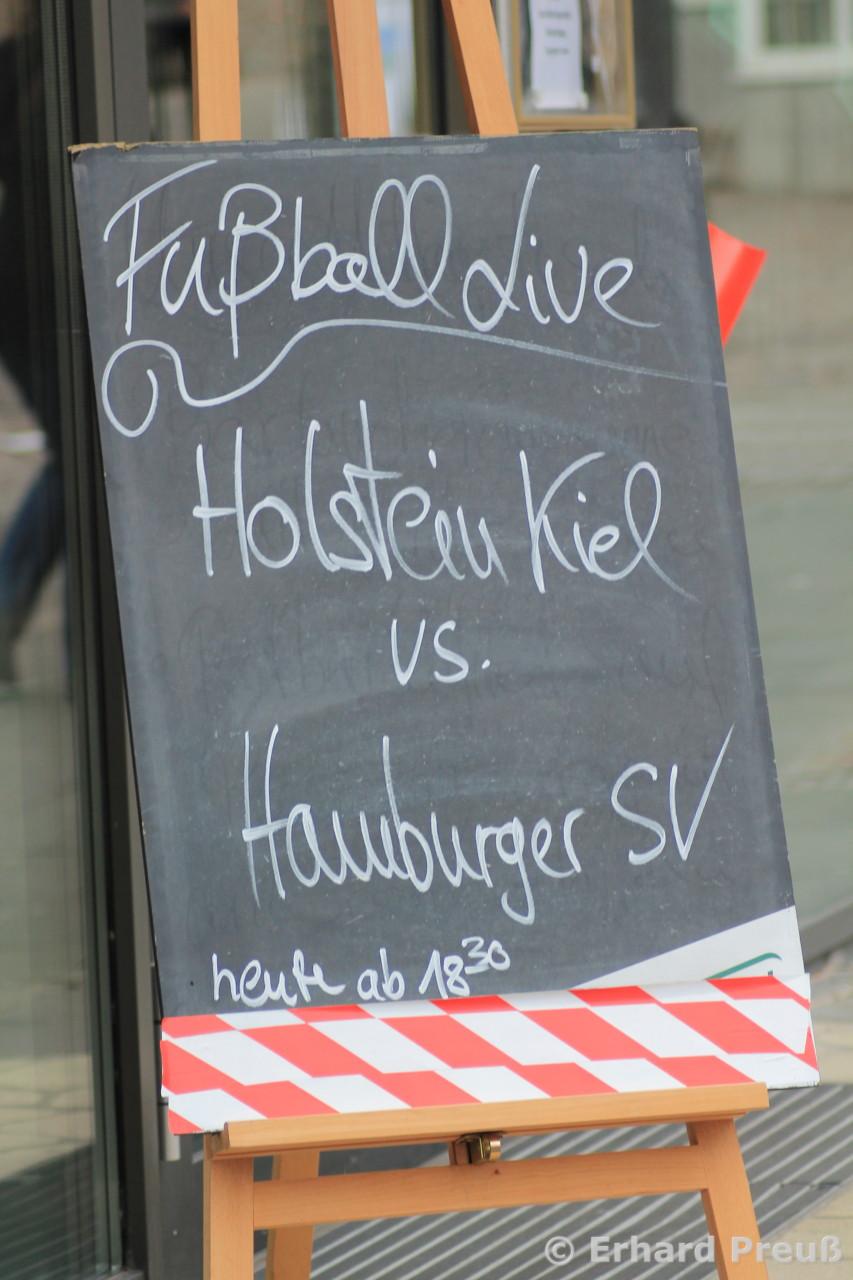 Fußball Live
Holstein Kiel
vs.
Hamburger SV
heute ab 18³⁰
© Erhard Preuß